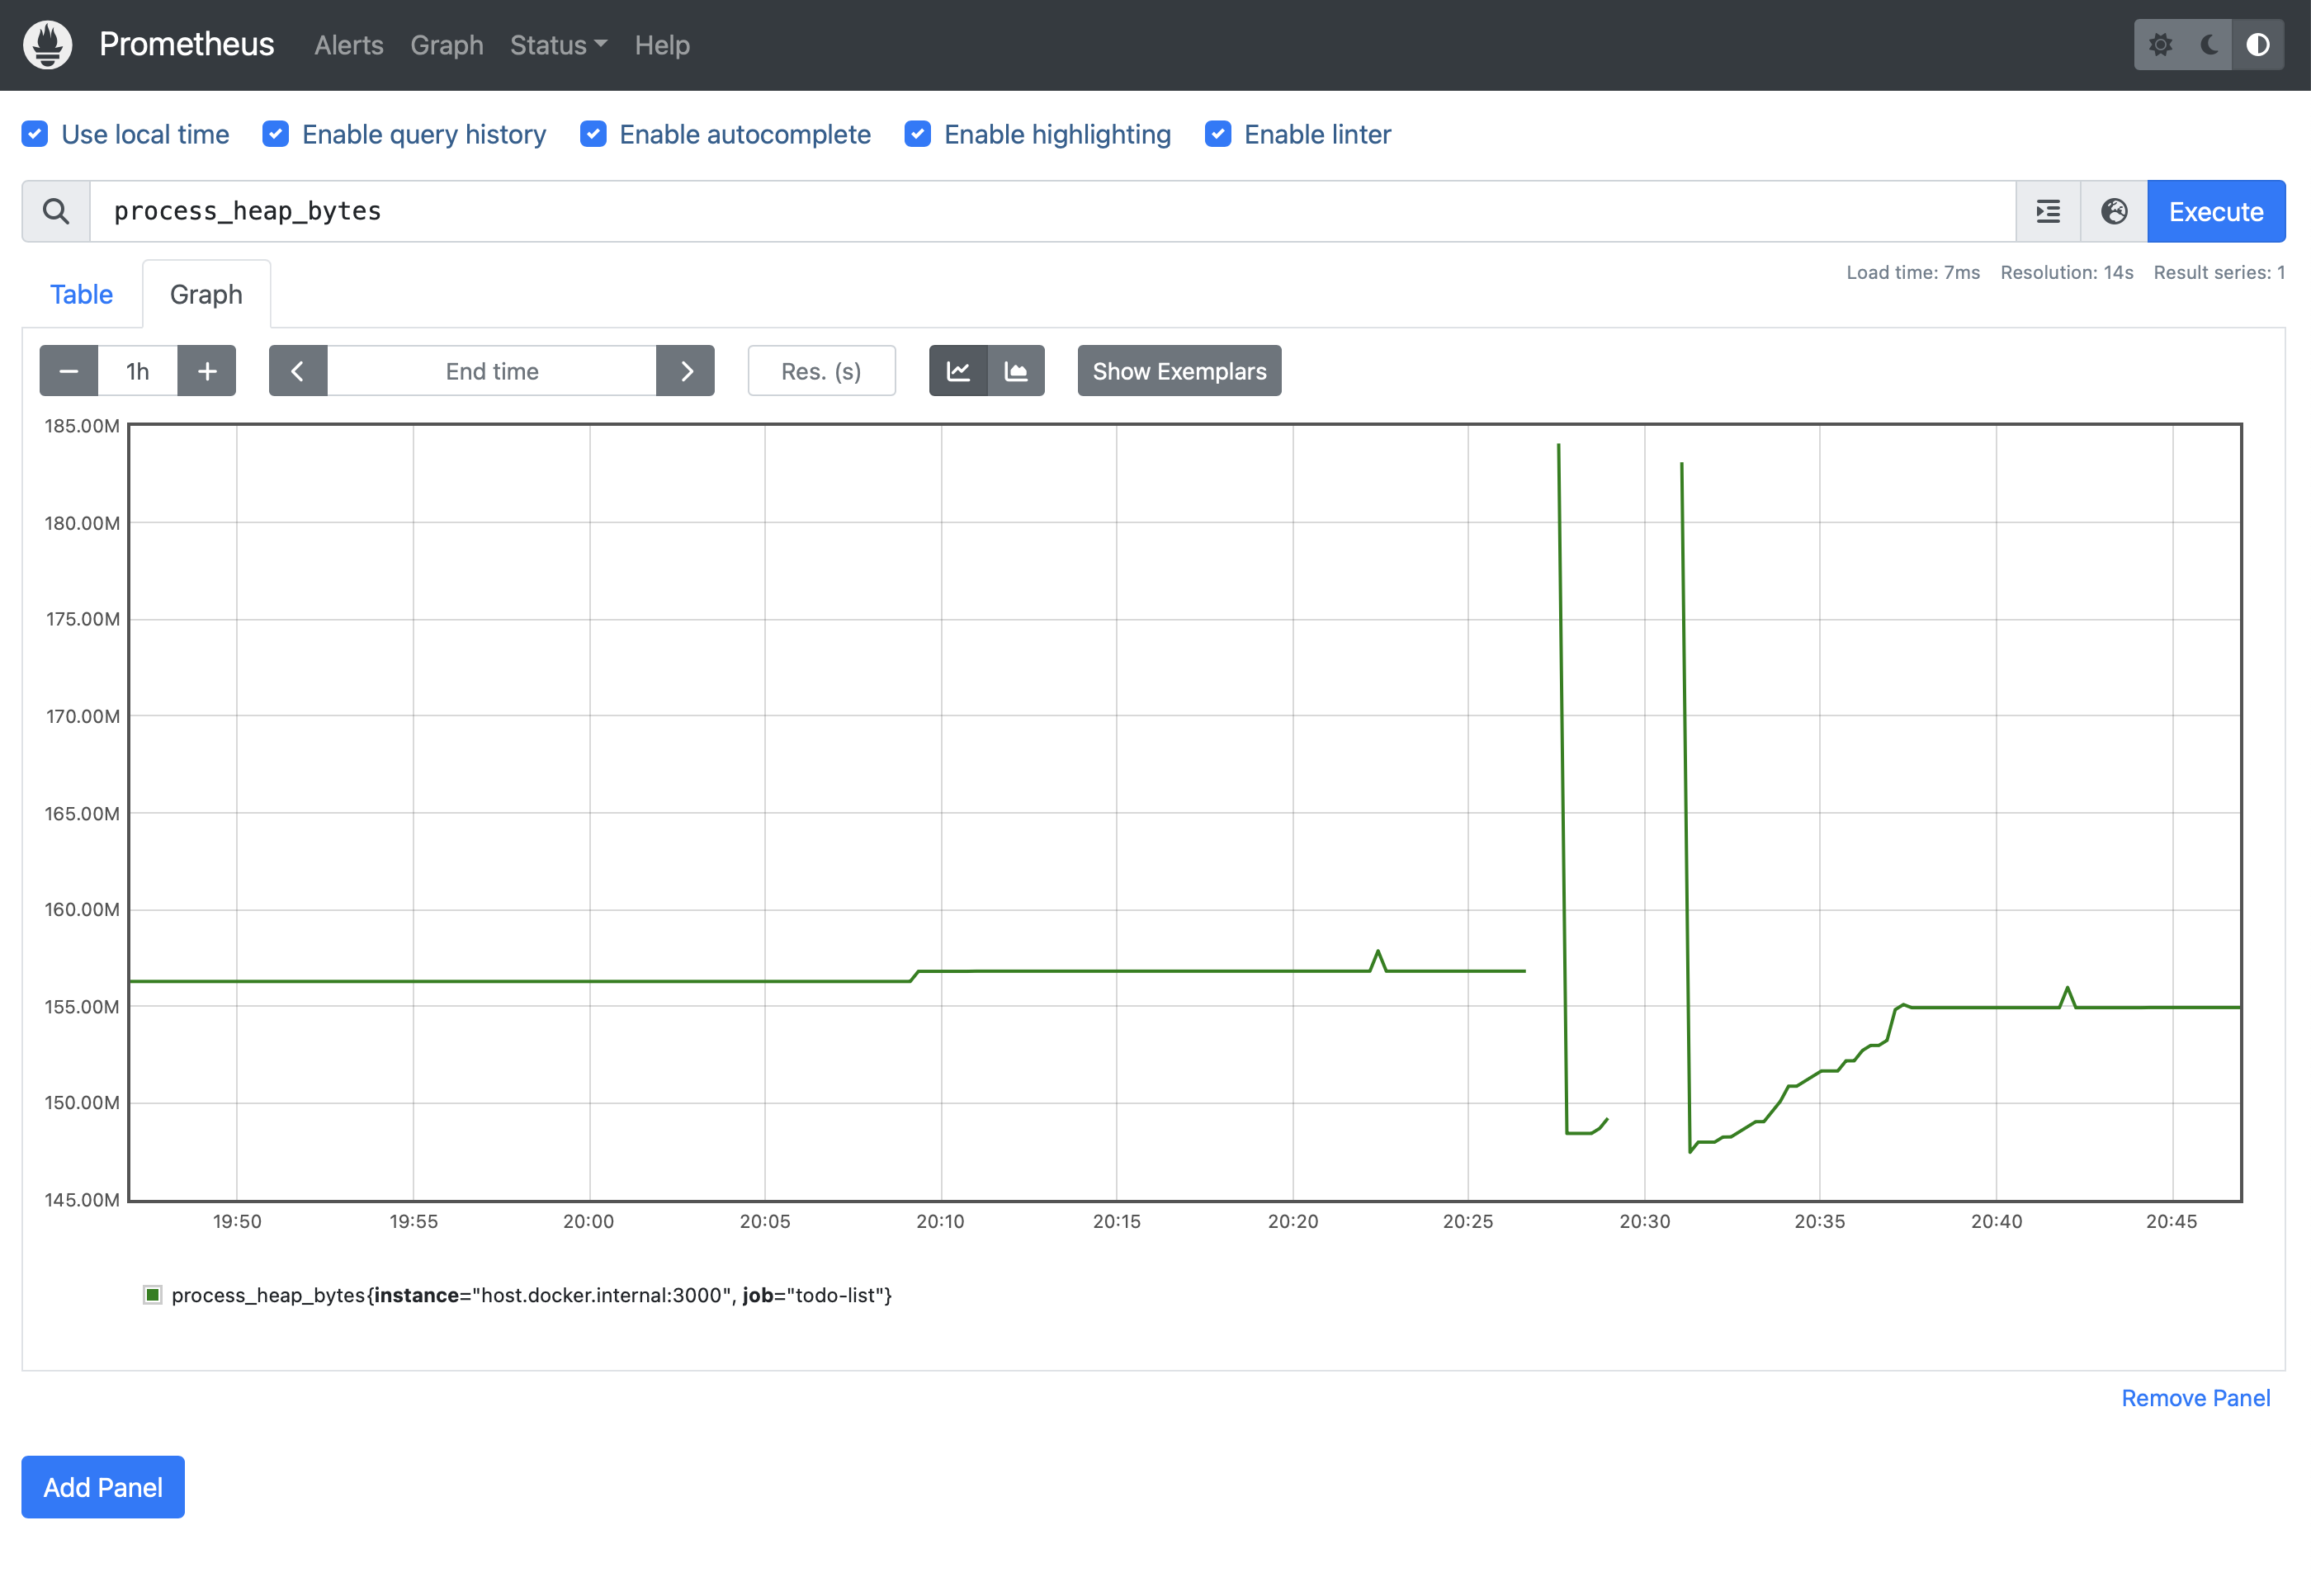 Prometheus Alerts Graph Status Help
Use local time Enable query history Enable autocomplete Enable highlighting Enable linter
process_heap_bytes Execute
Load time: 7ms Resolution: 14s Result series: 1
Table Graph
1h End time Res. (s) Show Exemplars
185.00M
180.00M
175.00M
170.00M
165.00M
160.00M
155.00M
150.00M
145.00M
19:50 19:55 20:00 20:05 20:10 20:15 20:20 20:25 20:30 20:35 20:40 20:45
process_heap_bytes{instance="host.docker.internal:3000", job="todo-list"}
Remove Panel
Add Panel